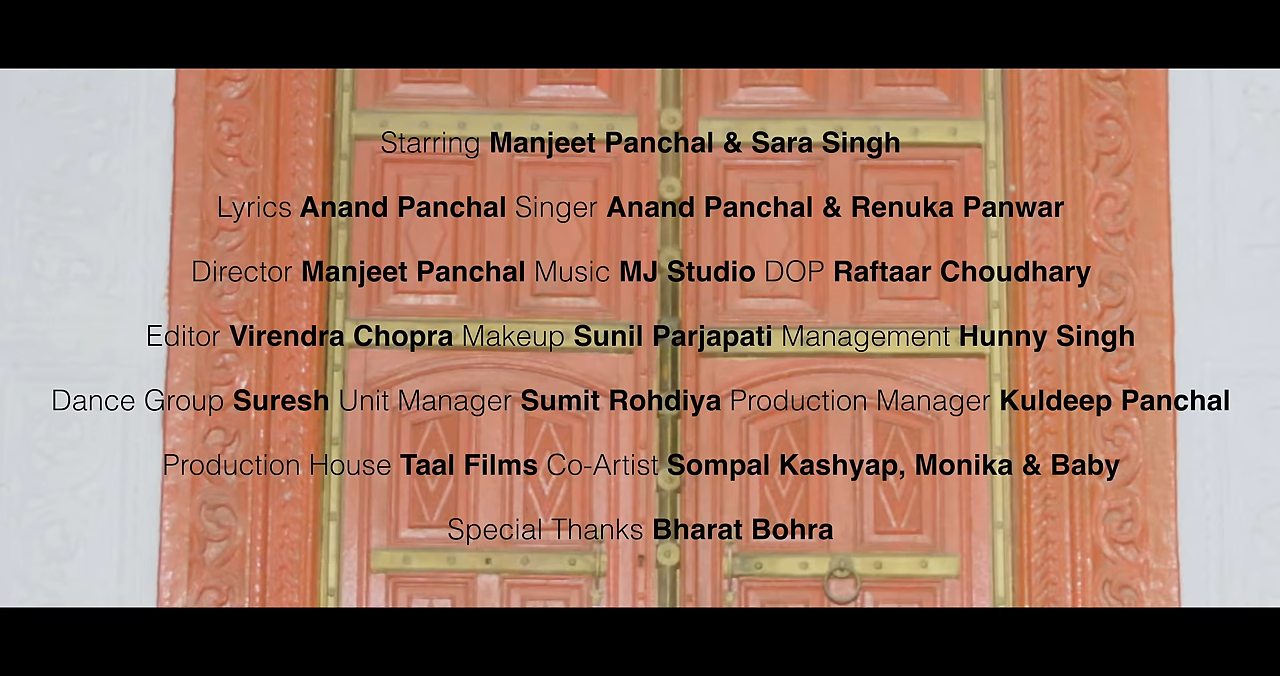 Starring Manjeet Panchal & Sara Singh
Lyrics Anand Panchal Singer Anand Panchal & Renuka Panwar
Director Manjeet Panchal Music MJ Studio DOP Raftaar Choudhary
Editor Virendra Chopra Makeup Sunil Parjapati Management Hunny Singh
Dance Group Suresh Unit Manager Sumit Rohdiya Production Manager Kuldeep Panchal
Production House Taal Films Co-Artist Sompal Kashyap, Monika & Baby
Special Thanks Bharat Bohra